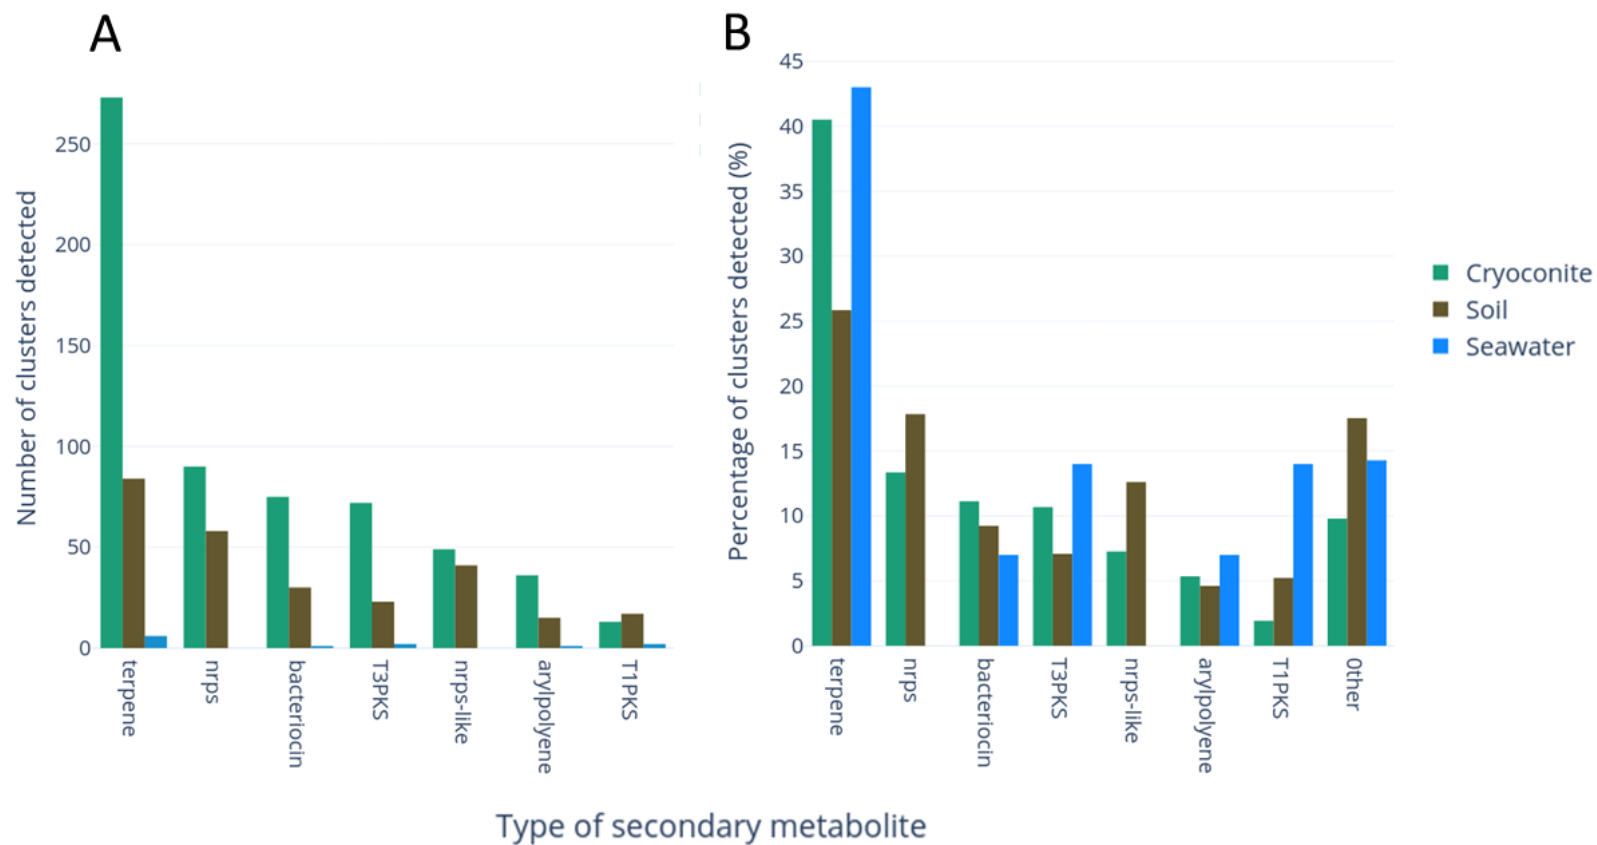 A
B
Number of clusters detected
250
200
150
100
50
0
terpene
nrps
bacteriocin
T3PKS
nrps-like
arylpolyene
T1PKS
Percentage of clusters detected (%)
45
40
35
30
25
20
15
10
5
0
terpene
nrps
bacteriocin
T3PKS
nrps-like
arylpolyene
T1PKS
Other
Cryoconite
Soil
Seawater
Type of secondary metabolite